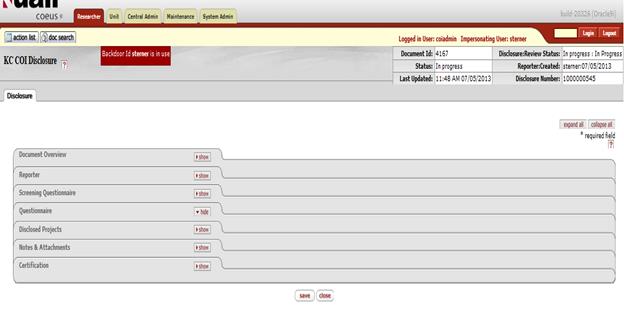 kuali
coeus Researcher Unit Central Admin Maintenance System Admin build-20326 (Oracle9i)
action list doc search Logged in User: coiadmin Impersonating User: sterner Login Logout
KC COI Disclosure ? Backdoor Id sterner is in use
Document Id: 4167 Disclosure:Review Status: In progress : In Progress
Status: In progress Reporter:Created: sterner:07/05/2013
Last Updated: 11:48 AM 07/05/2013 Disclosure Number: 1000000545
Disclosure
expand all collapse all
* required field
?
Document Overview show
Reporter show
Screening Questionnaire show
Questionnaire hide
Disclosed Projects show
Notes & Attachments show
Certification show
save close